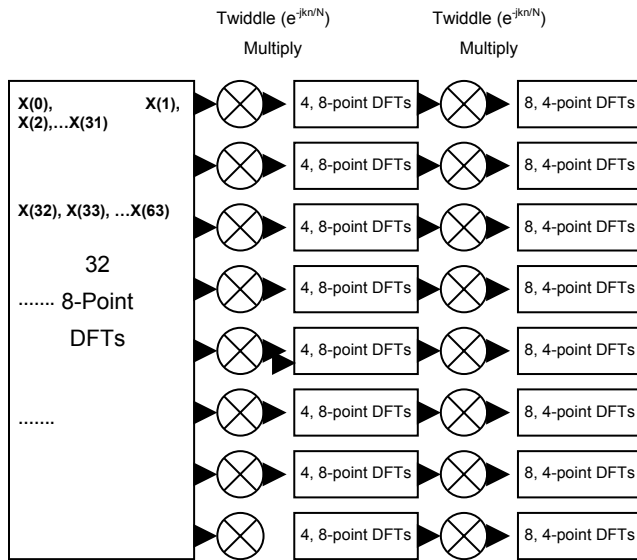 Twiddle (e^-jkn/N)
Twiddle (e^-jkn/N)
Multiply
Multiply
X(0), X(1),
X(2),…X(31)
X(32), X(33), …X(63)
32
.......
8-Point
DFTs
.......
4, 8-point DFTs
8, 4-point DFTs
4, 8-point DFTs
8, 4-point DFTs
4, 8-point DFTs
8, 4-point DFTs
4, 8-point DFTs
8, 4-point DFTs
4, 8-point DFTs
8, 4-point DFTs
4, 8-point DFTs
8, 4-point DFTs
4, 8-point DFTs
8, 4-point DFTs
4, 8-point DFTs
8, 4-point DFTs